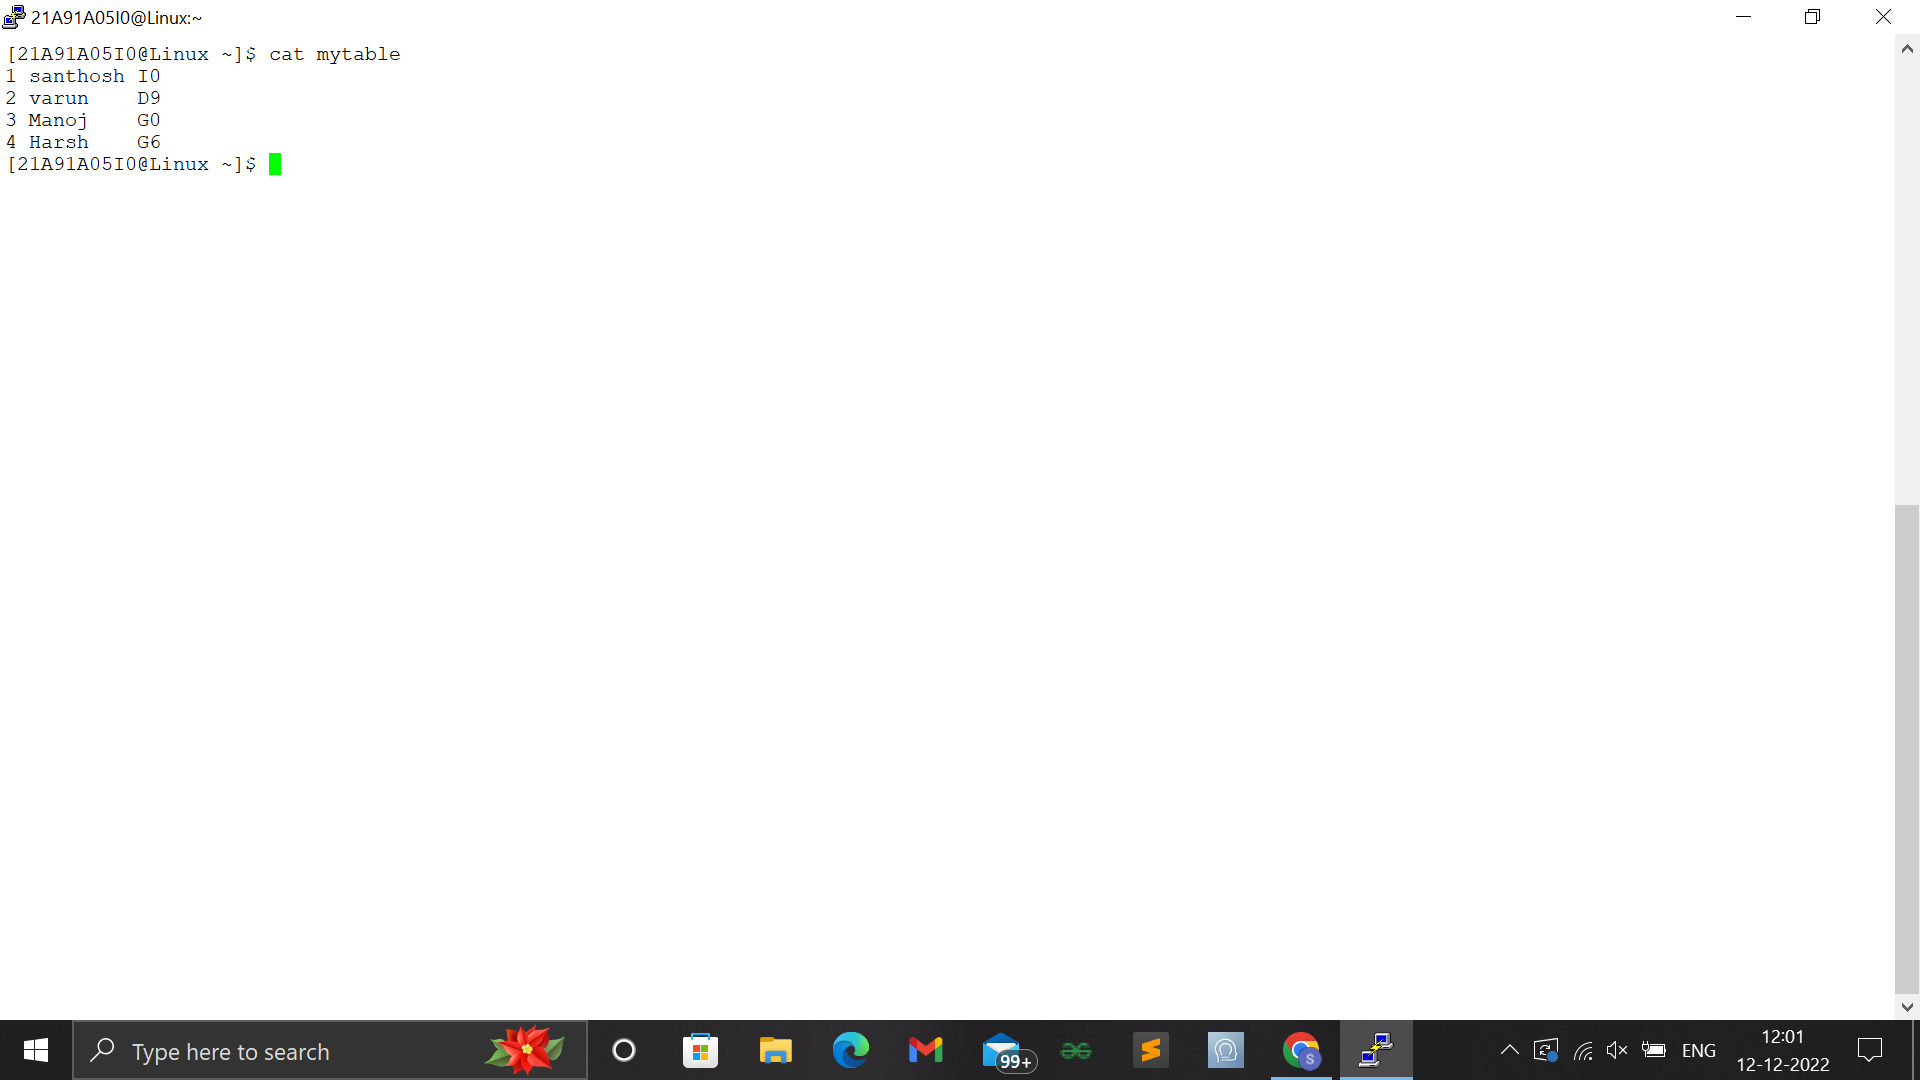 21A91A05I0@Linux:~
[21A91A05I0@Linux ~]$ cat mytable
1 santhosh I0
2 varun    D9
3 Manoj    G0
4 Harsh    G6
[21A91A05I0@Linux ~]$
Type here to search
99+
S
ENG
12:01
12-12-2022